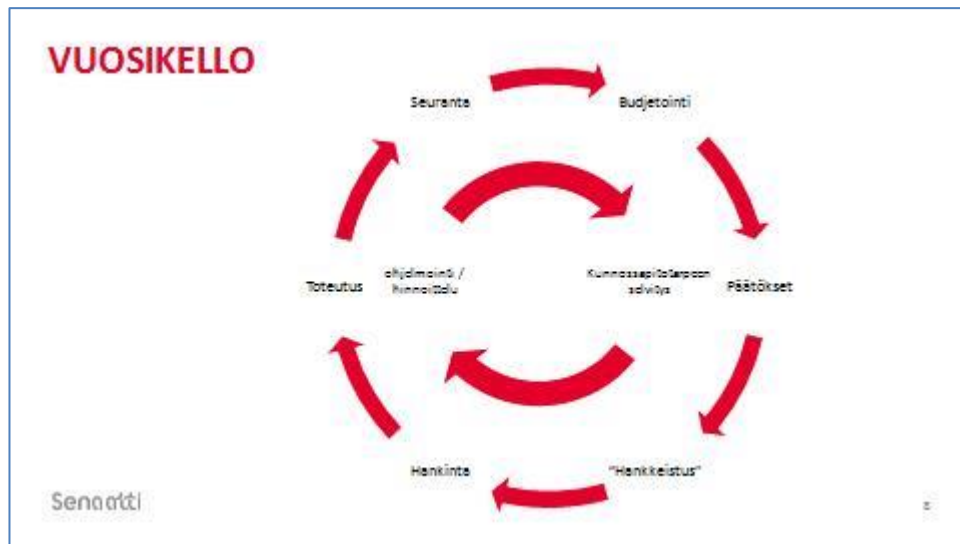 VUOSIKELLO
Seuranta
Budjetointi
Toteutus
ohjelmointi /
hinnoittelu
Kunnossapitotarpeen
selvitys
Päätökset
Hankinta
"Hankkeistus"
Senaatti